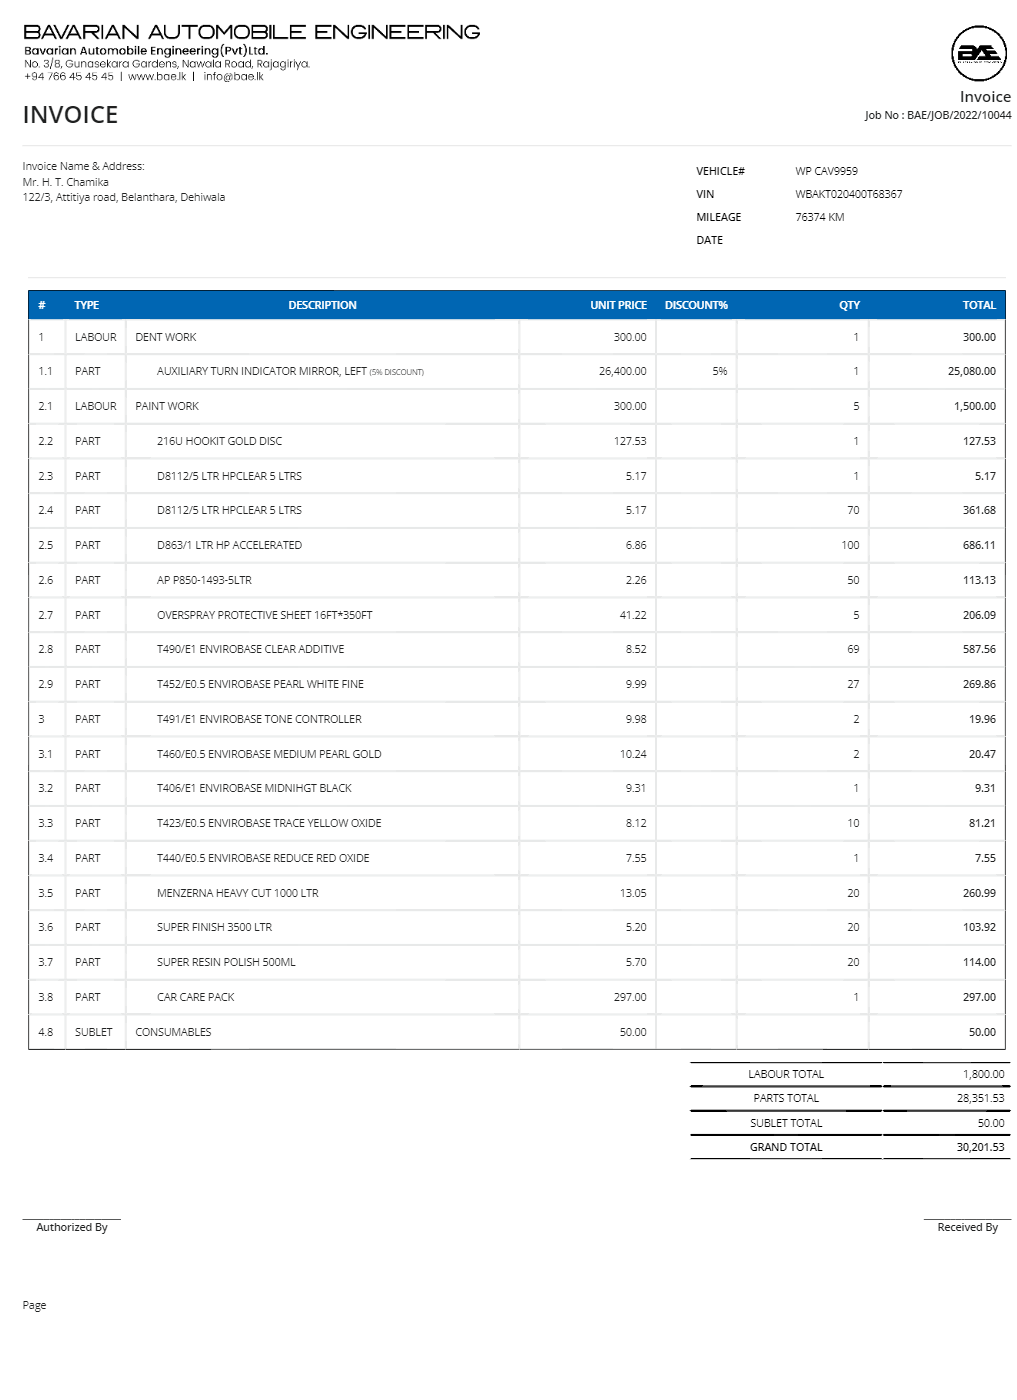 BAVARIAN AUTOMOBILE ENGINEERING
Bavarian Automobile Engineering(Pvt)Ltd.
No. 3/8, Gunasekara Gardens, Nawala Road, Rajagiriya.
+94 766 45 45 45 | www.bae.lk | info@bae.lk
BAE
Invoice
INVOICE
Job No : BAE/JOB/2022/10044
Invoice Name & Address:
Mr. H. T. Chamika
122/3, Attitiya road, Belanthara, Dehiwala
VEHICLE# WP CAV9959
VIN WBAKT020400T68367
MILEAGE 76374 KM
DATE
# TYPE DESCRIPTION UNIT PRICE DISCOUNT% QTY TOTAL
1 LABOUR DENT WORK 300.00 1 300.00
1.1 PART AUXILIARY TURN INDICATOR MIRROR, LEFT (5% DISCOUNT) 26,400.00 5% 1 25,080.00
2.1 LABOUR PAINT WORK 300.00 5 1,500.00
2.2 PART 216U HOOKIT GOLD DISC 127.53 1 127.53
2.3 PART D8112/5 LTR HPCLEAR 5 LTRS 5.17 1 5.17
2.4 PART D8112/5 LTR HPCLEAR 5 LTRS 5.17 70 361.68
2.5 PART D863/1 LTR HP ACCELERATED 6.86 100 686.11
2.6 PART AP P850-1493-5LTR 2.26 50 113.13
2.7 PART OVERSPRAY PROTECTIVE SHEET 16FT*350FT 41.22 5 206.09
2.8 PART T490/E1 ENVIROBASE CLEAR ADDITIVE 8.52 69 587.56
2.9 PART T452/E0.5 ENVIROBASE PEARL WHITE FINE 9.99 27 269.86
3 PART T491/E1 ENVIROBASE TONE CONTROLLER 9.98 2 19.96
3.1 PART T460/E0.5 ENVIROBASE MEDIUM PEARL GOLD 10.24 2 20.47
3.2 PART T406/E1 ENVIROBASE MIDNIHGT BLACK 9.31 1 9.31
3.3 PART T423/E0.5 ENVIROBASE TRACE YELLOW OXIDE 8.12 10 81.21
3.4 PART T440/E0.5 ENVIROBASE REDUCE RED OXIDE 7.55 1 7.55
3.5 PART MENZERNA HEAVY CUT 1000 LTR 13.05 20 260.99
3.6 PART SUPER FINISH 3500 LTR 5.20 20 103.92
3.7 PART SUPER RESIN POLISH 500ML 5.70 20 114.00
3.8 PART CAR CARE PACK 297.00 1 297.00
4.8 SUBLET CONSUMABLES 50.00 50.00
LABOUR TOTAL 1,800.00
PARTS TOTAL 28,351.53
SUBLET TOTAL 50.00
GRAND TOTAL 30,201.53
Authorized By
Received By
Page